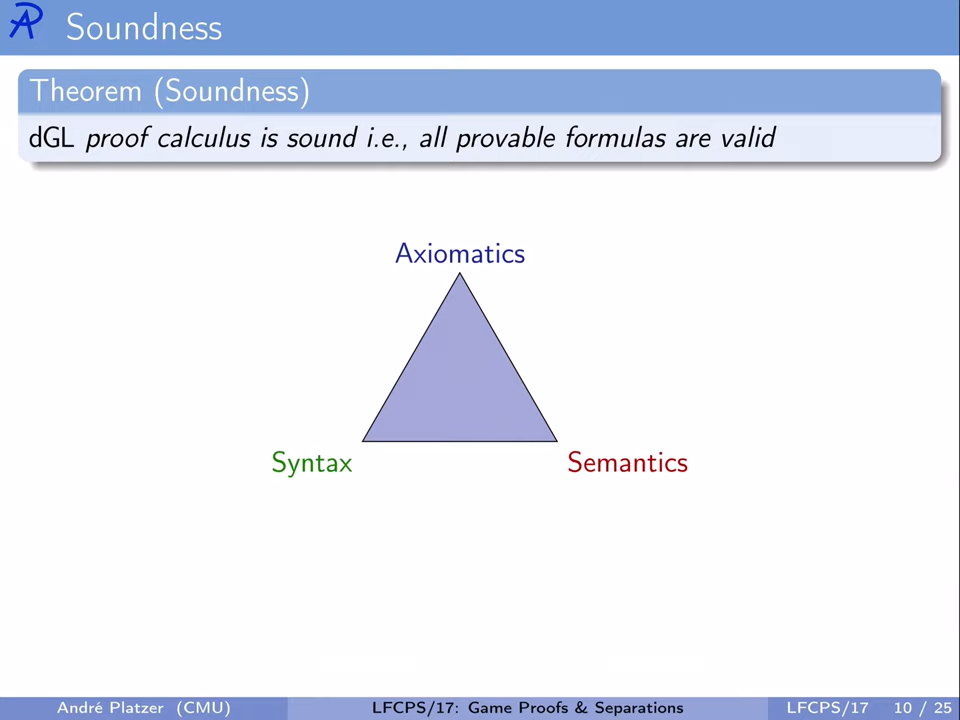 Soundness
Theorem (Soundness)
dGL proof calculus is sound i.e., all provable formulas are valid
Axiomatics
Syntax
Semantics
André Platzer (CMU)
LFCPS/17: Game Proofs & Separations
LFCPS/17
10 / 25